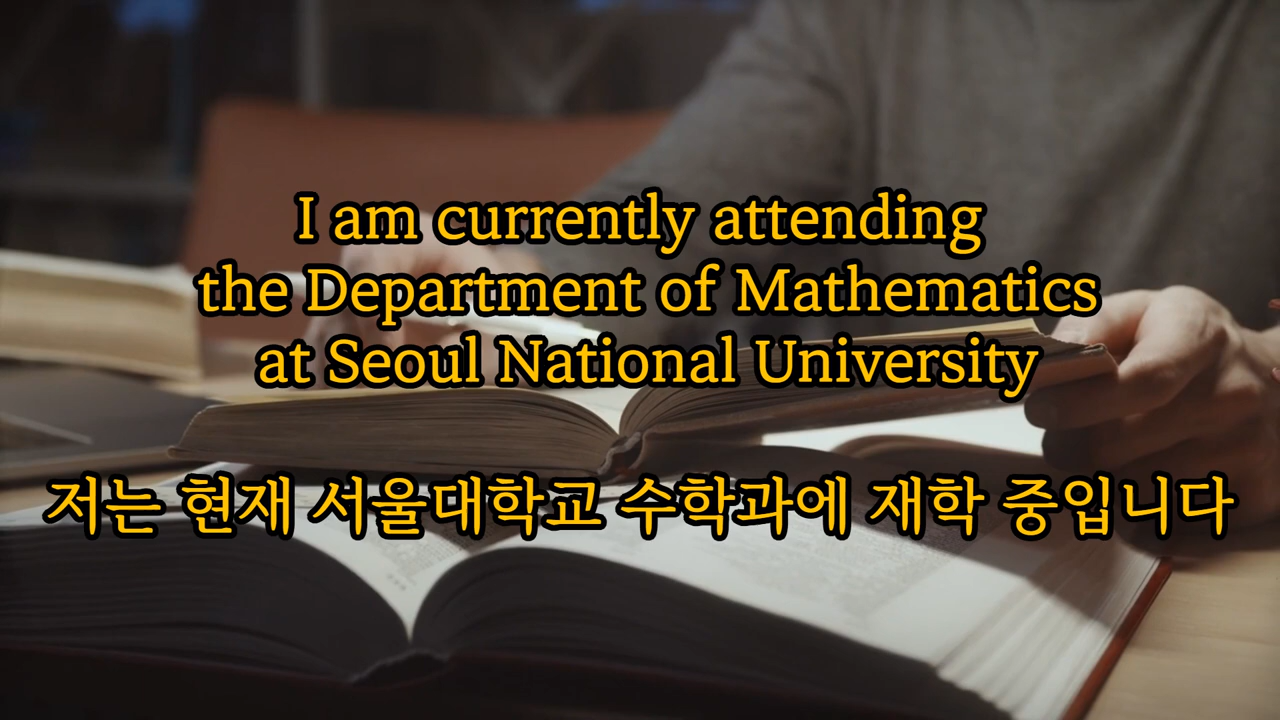 I am currently attending
the Department of Mathematics
at Seoul National University
저는 현재 서울대학교 수학과에 재학 중입니다